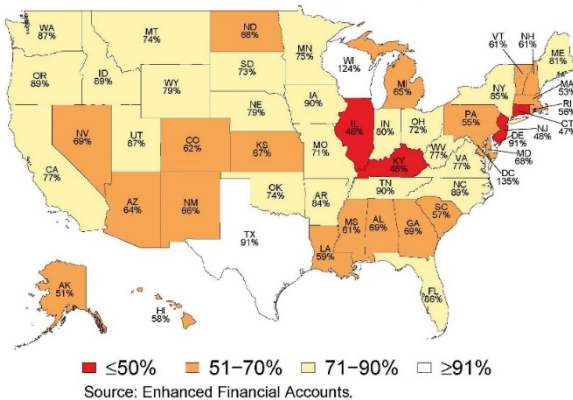 WA
87%
OR
89%
CA
77%
NV
69%
ID
89%
MT
74%
WY
79%
UT
87%
AZ
64%
CO
62%
NM
66%
ND
68%
SD
73%
NE
79%
KS
67%
OK
74%
TX
91%
MN
75%
IA
90%
MO
71%
AR
84%
LA
59%
WI
124%
IL
46%
MI
65%
IN
80%
OH
72%
KY
48%
TN
90%
MS
61%
AL
69%
GA
69%
FL
86%
SC
57%
NC
89%
VA
77%
WV
77%
PA
55%
NY
85%
VT
61%
NH
61%
ME
81%
MA
53%
RI
56%
CT
47%
NJ
48%
DE
91%
MD
68%
DC
135%
AK
51%
HI
58%
≤50% 51−70% 71−90% ≥91%
Source: Enhanced Financial Accounts.